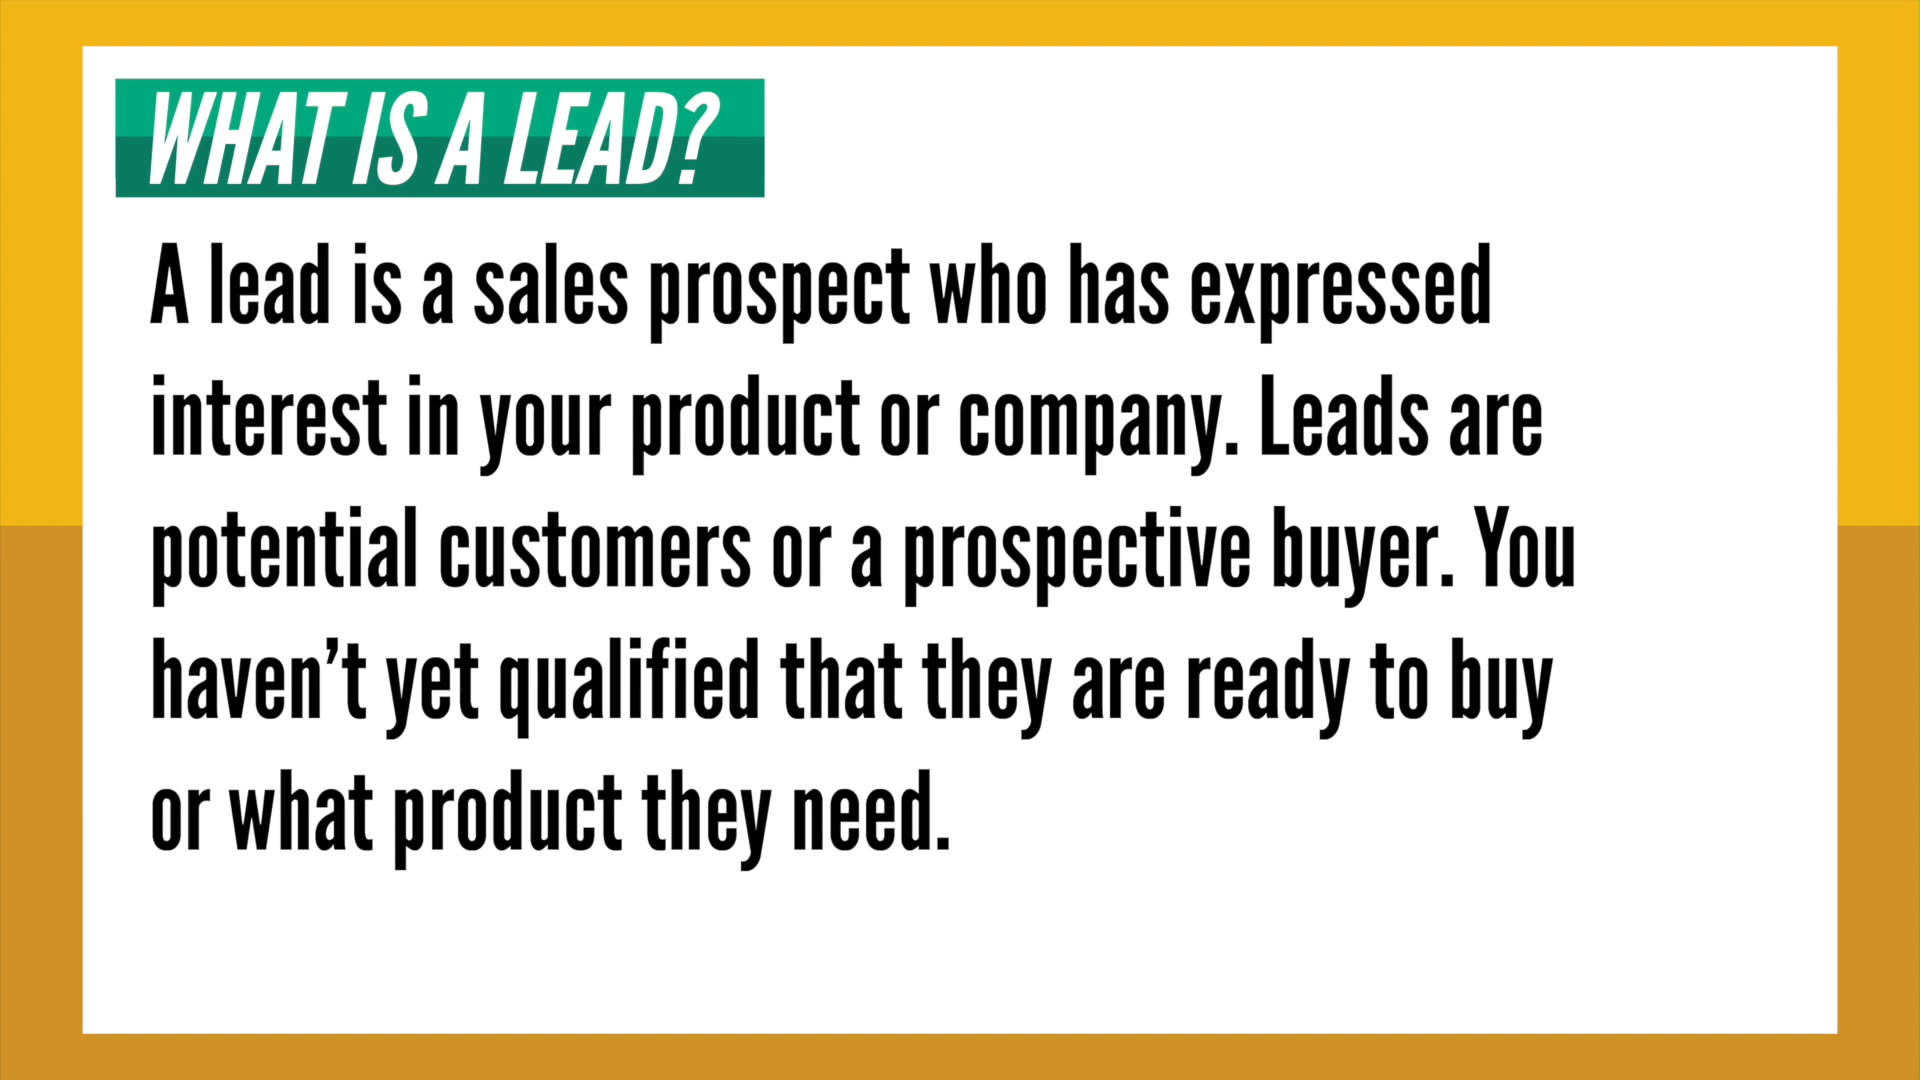 WHAT IS A LEAD?
A lead is a sales prospect who has expressed
interest in your product or company. Leads are
potential customers or a prospective buyer. You
haven’t yet qualified that they are ready to buy
or what product they need.